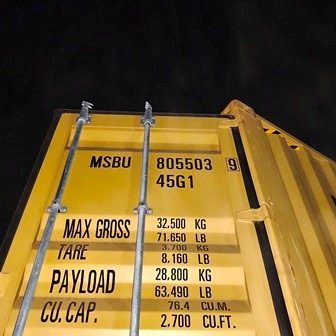 MSBU 805503 9
45G1
MAX GROSS 32.500 KG
71,650 LB
TARE 3.700 KG
8,160 LB
PAYLOAD 28.800 KG
63,490 LB
CU. CAP. 76.4 CU.M.
2,700 CU.FT.